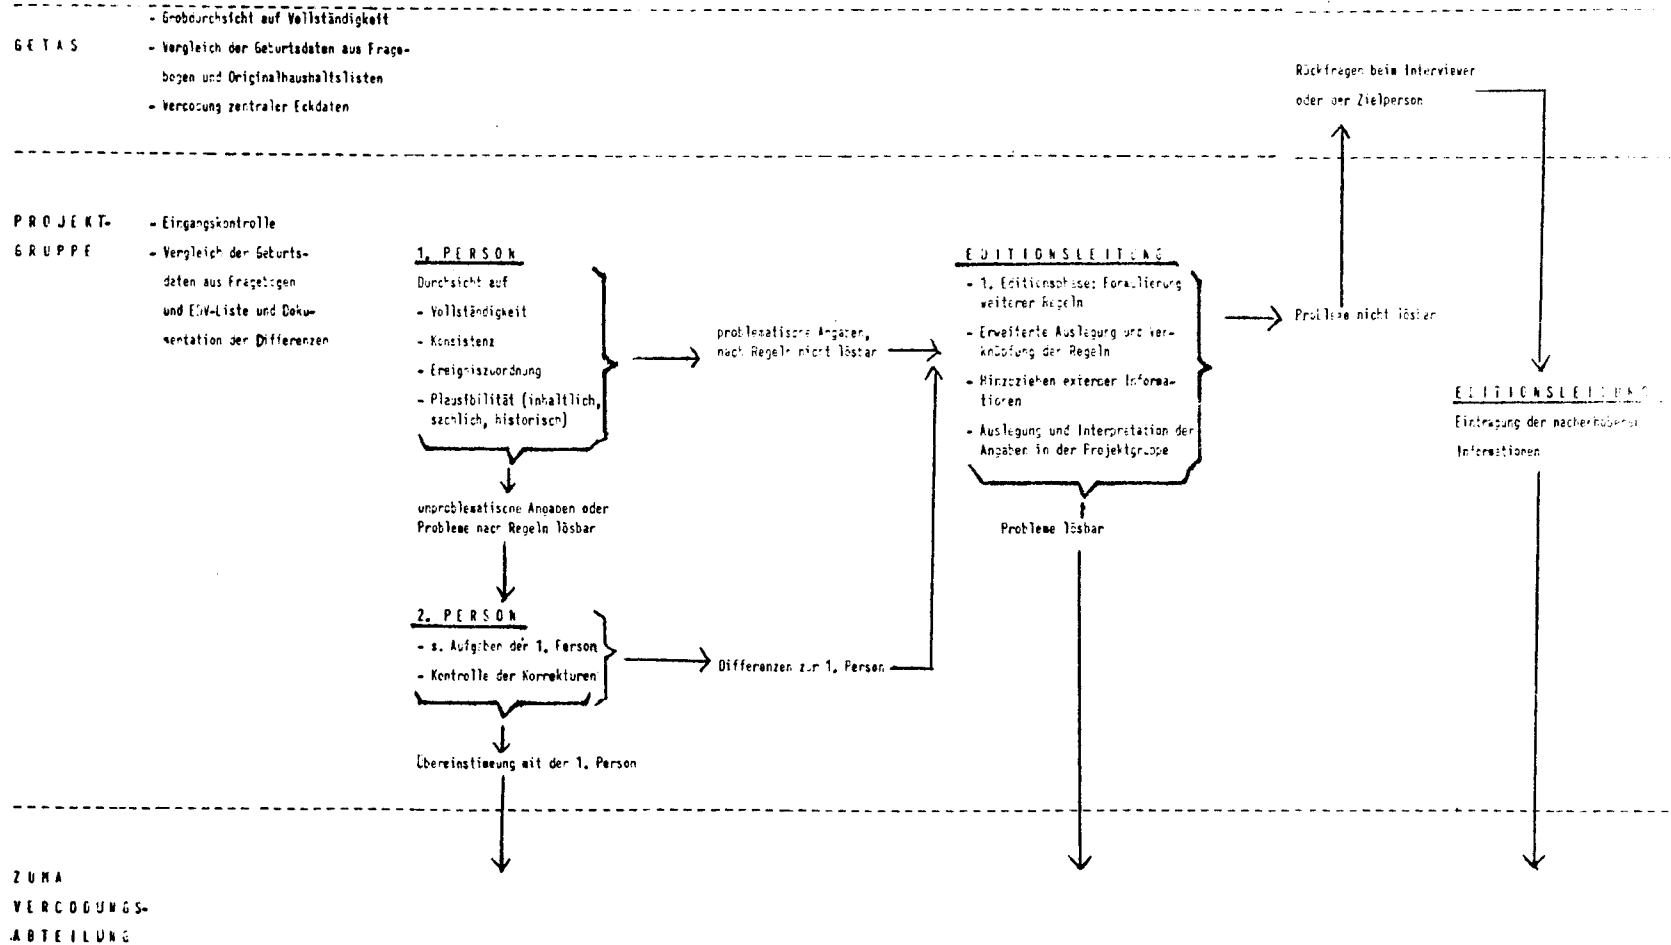 - Grobdurchsicht auf Vollständigkeit
GETAS
- Vergleich der Geburtsdaten aus Frage-
bogen und Originalhaushaltslisten
- Vercodung zentraler Eckdaten
Rückfragen beim Interviewer
oder der Zielperson
PROJEKT-
GRUPPE
- Eingangskontrolle
- Vergleich der Geburts-
daten aus Fragebogen
und EDV-Liste und Doku-
mentation der Differenzen
1. PERSON
Durchsicht auf
- Vollständigkeit
- Konsistenz
- Ereigniszuordnung
- Plausibilität (inhaltlich,
sachlich, historisch)
problematische Angaben,
nach Regeln nicht lösbar
EDITIONSLEITUNG
- 1. Editionsphase: Formulierung
weiterer Regeln
- Erweiterte Auslegung und Ver-
knüpfung der Regeln
- Hinzuziehen externer Informa-
tionen
- Auslegung und Interpretation der
Angaben in der Projektgruppe
Probleme nicht lösbar
EDITIONSLEITUNG
Eintragung der nacherhobenen
Informationen
unproblematische Angaben oder
Probleme nach Regeln lösbar
Probleme lösbar
2. PERSON
- s. Aufgaben der 1. Person
- Kontrolle der Korrekturen
Differenzen zur 1. Person
Übereinstimmung mit der 1. Person
ZUMA
VERCODUNGS-
ABTEILUNG